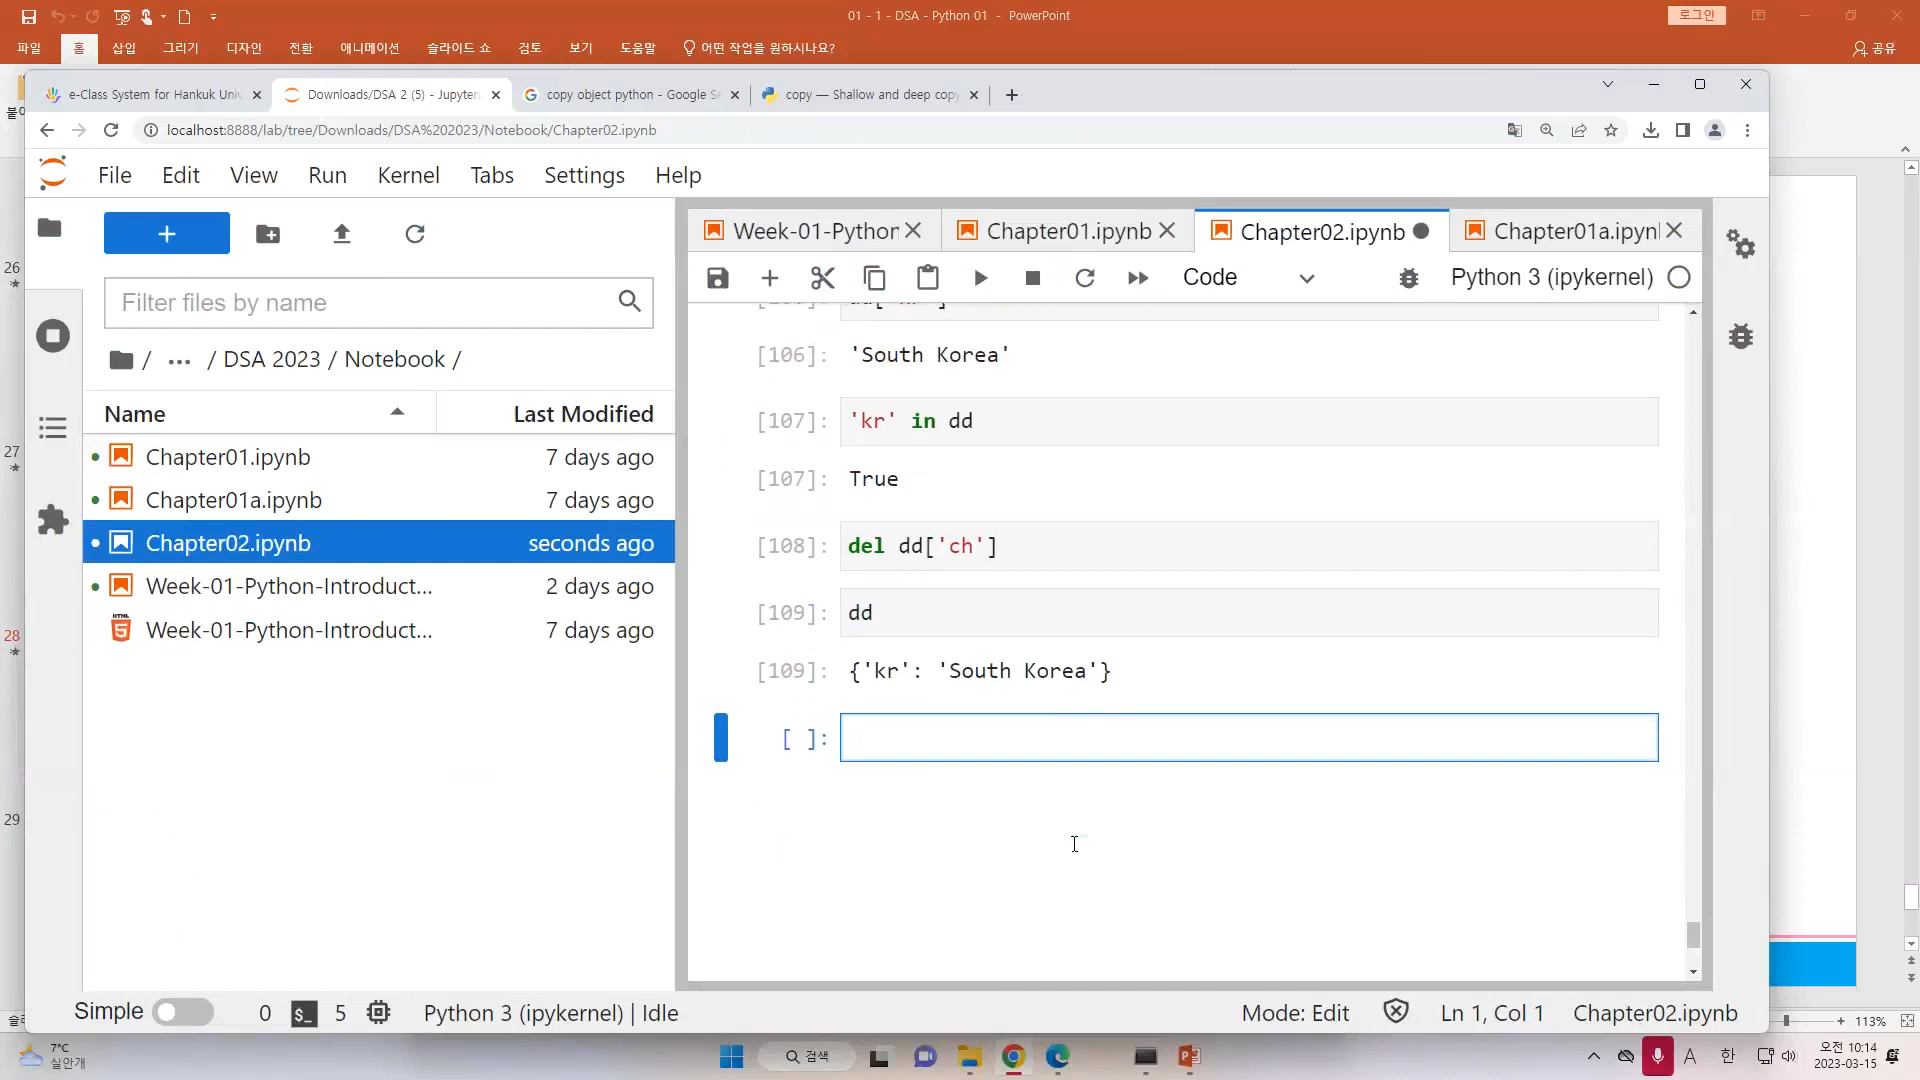 01 - 1 - DSA - Python 01 - PowerPoint
로그인
파일 홈 삽입 그리기 디자인 전환 애니메이션 슬라이드 쇼 검토 보기 도움말 어떤 작업을 원하시나요? 공유
e-Class System for Hankuk Uni
Downloads/DSA 2 (5) - Jupyter
copy object python - Google Se
copy — Shallow and deep copy
localhost:8888/lab/tree/Downloads/DSA%202023/Notebook/Chapter02.ipynb
File Edit View Run Kernel Tabs Settings Help
Week-01-Python
Chapter01.ipynb
Chapter02.ipynb
Chapter01a.ipynl
Code
Python 3 (ipykernel)
Filter files by name
/ ··· / DSA 2023 / Notebook /
Name Last Modified
Chapter01.ipynb 7 days ago
Chapter01a.ipynb 7 days ago
Chapter02.ipynb seconds ago
Week-01-Python-Introduct... 2 days ago
Week-01-Python-Introduct... 7 days ago
[106]: 'South Korea'
[107]: 'kr' in dd
[107]: True
[108]: del dd['ch']
[109]: dd
[109]: {'kr': 'South Korea'}
[ ]:
26
27
28
29
Simple 0 $_ 5 Python 3 (ipykernel) | Idle
Mode: Edit Ln 1, Col 1 Chapter02.ipynb
113%
7°C
실안개
검색
A 한
오전 10:14
2023-03-15